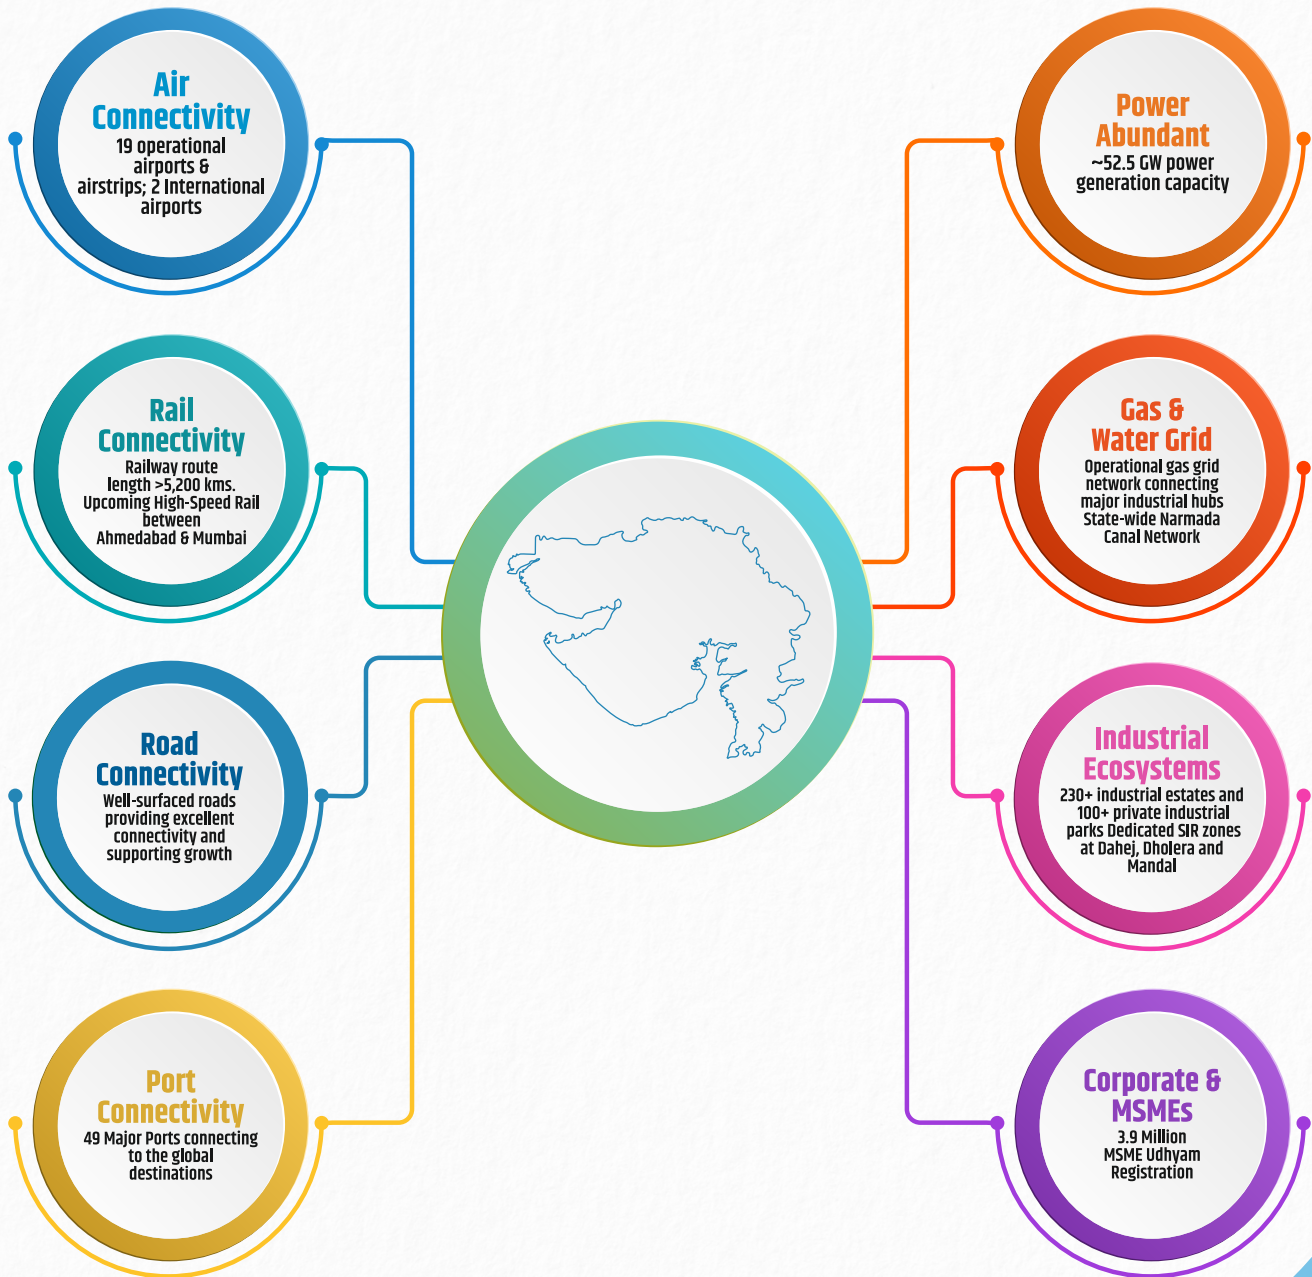 Air
Connectivity
19 operational
airports &
airstrips; 2 International
airports
Rail
Connectivity
Railway route
length >5,200 kms.
Upcoming High-Speed Rail
between
Ahmedabad & Mumbai
Road
Connectivity
Well-surfaced roads
providing excellent
connectivity and
supporting growth
Port
Connectivity
49 Major Ports connecting
to the global
destinations
Power
Abundant
~52.5 GW power
generation capacity
Gas &
Water Grid
Operational gas grid
network connecting
major industrial hubs
State-wide Narmada
Canal Network
Industrial
Ecosystems
230+ industrial estates and
100+ private industrial
parks Dedicated SIR zones
at Dahej, Dholera and
Mandal
Corporate &
MSMEs
3.9 Million
MSME Udhyam
Registration